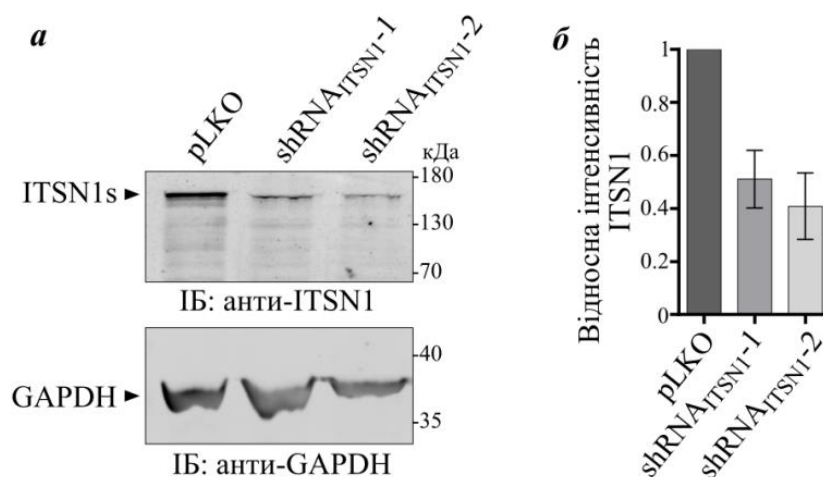 а
pLKO
shRNAITSN1-1
shRNAITSN1-2
кДа
ITSN1s
180
130
70
ІБ: анти-ITSN1
GAPDH
40
35
ІБ: анти-GAPDH
б
Відносна інтенсивність
ITSN1
1
0.8
0.6
0.4
0.2
0
pLKO
shRNAITSN1-1
shRNAITSN1-2